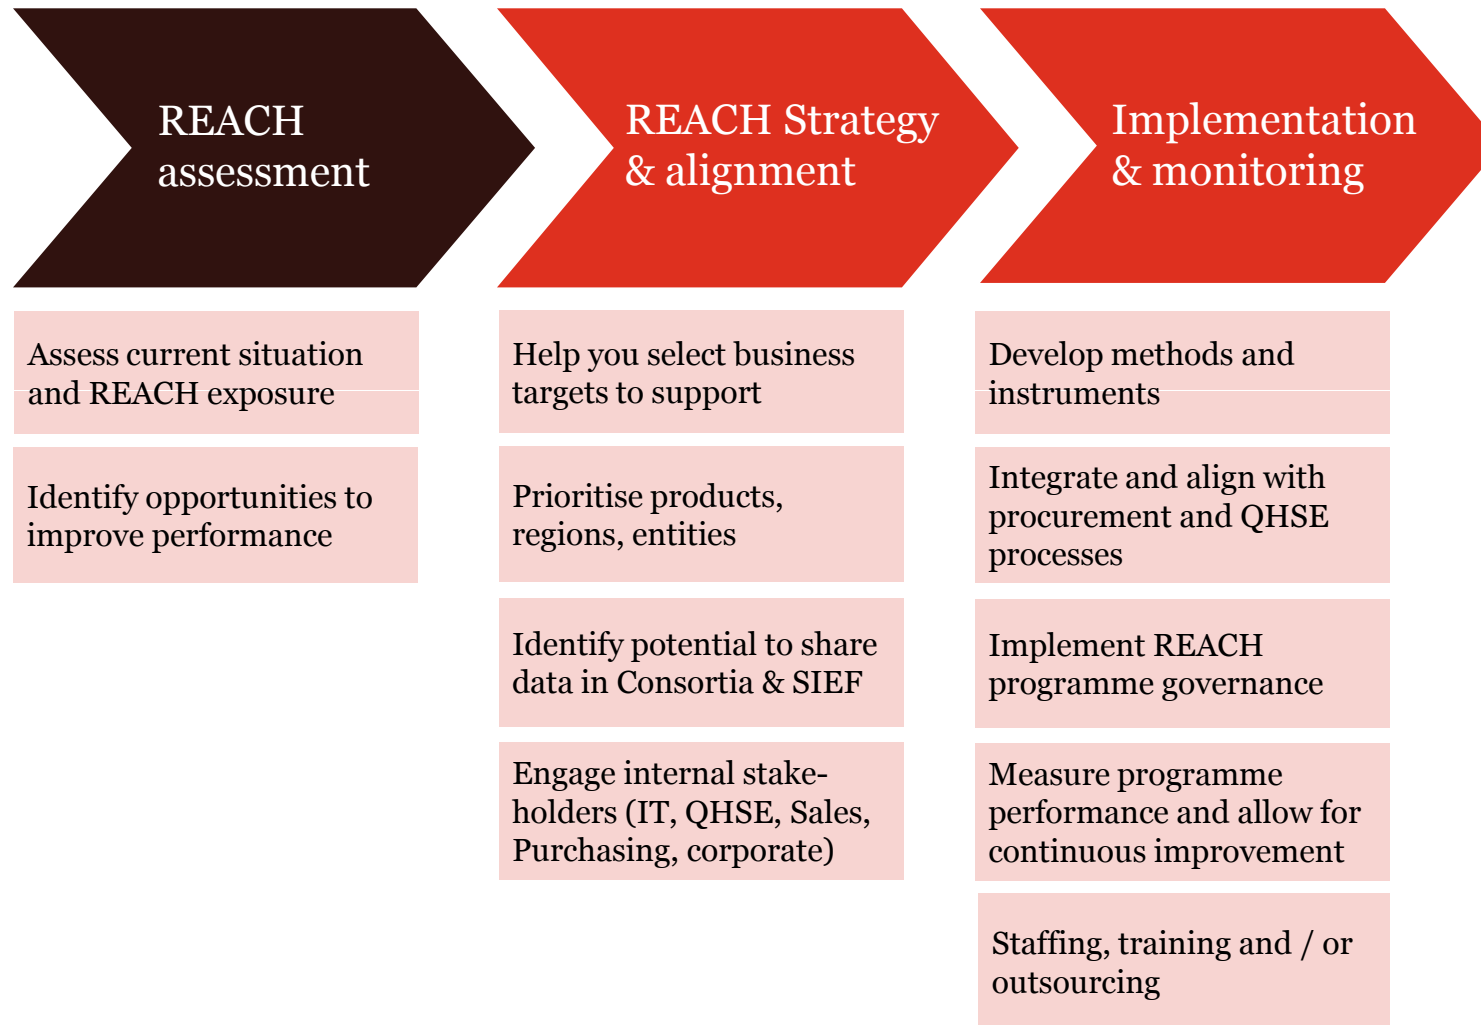 REACH
assessment
REACH Strategy
& alignment
Implementation
& monitoring
Assess current situation
and REACH exposure
Identify opportunities to
improve performance
Help you select business
targets to support
Prioritise products,
regions, entities
Identify potential to share
data in Consortia & SIEF
Engage internal stake-
holders (IT, QHSE, Sales,
Purchasing, corporate)
Develop methods and
instruments
Integrate and align with
procurement and QHSE
processes
Implement REACH
programme governance
Measure programme
performance and allow for
continuous improvement
Staffing, training and / or
outsourcing